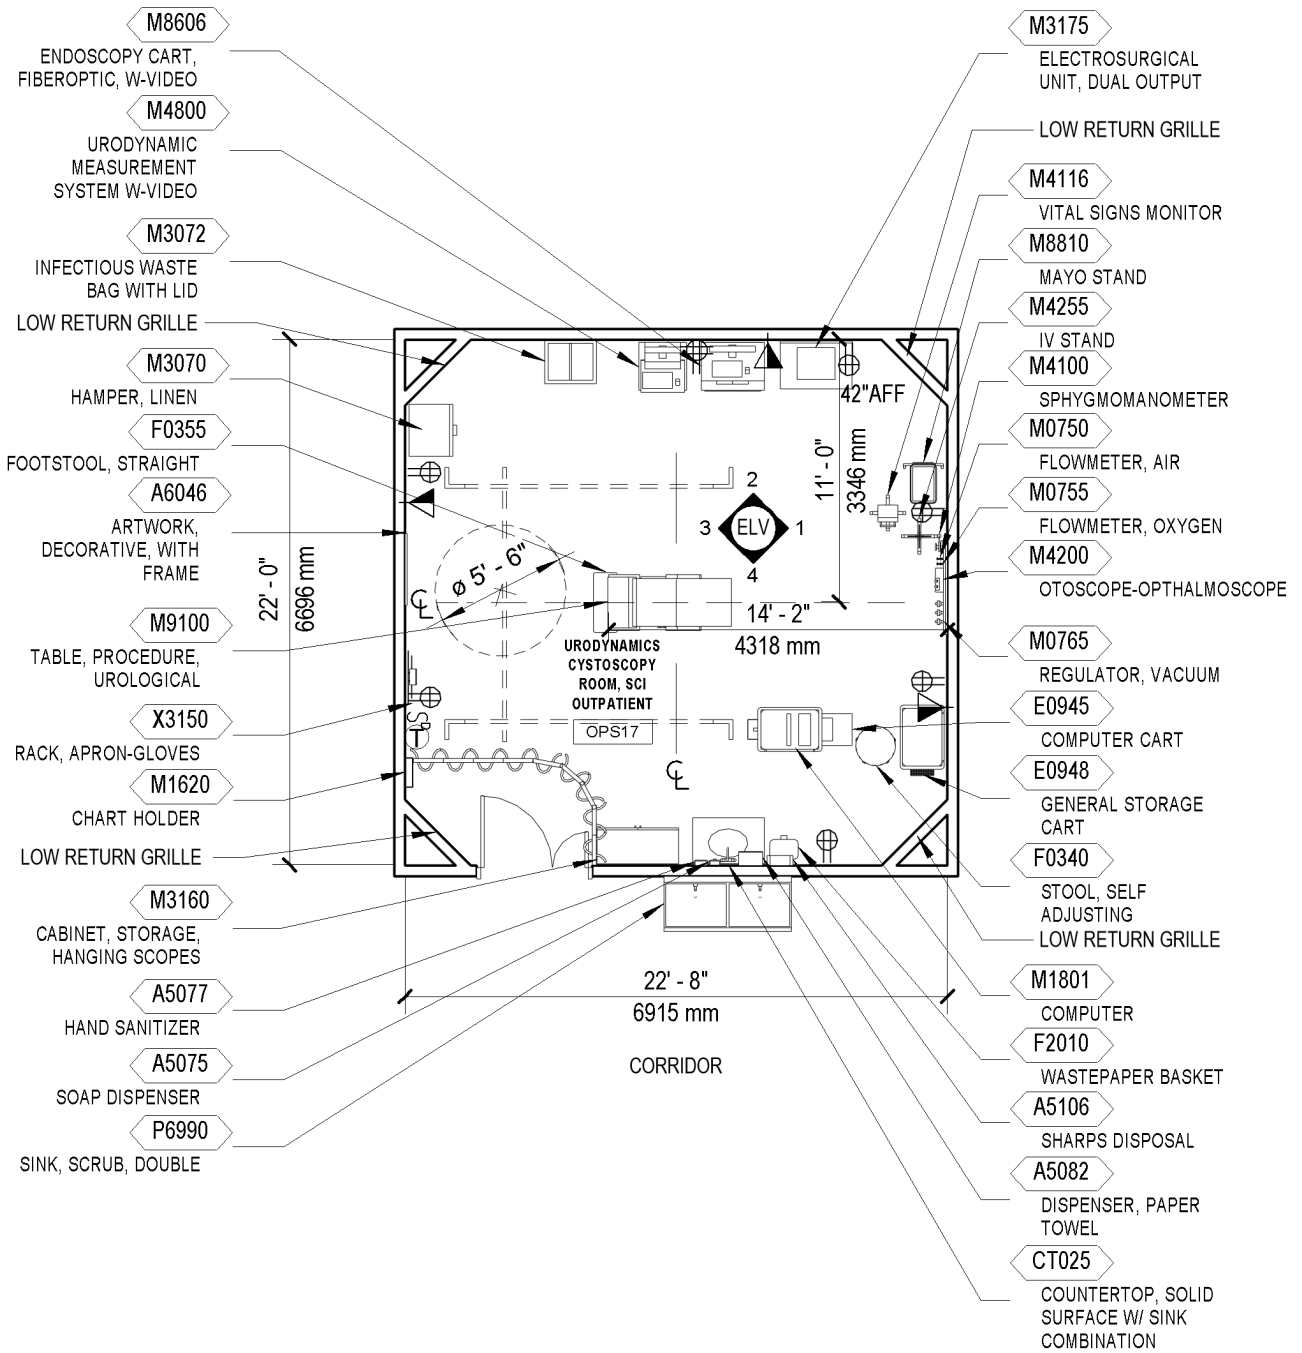 M8606
ENDOSCOPY CART,
FIBEROPTIC, W-VIDEO
M4800
URODYNAMIC
MEASUREMENT
SYSTEM W-VIDEO
M3072
INFECTIOUS WASTE
BAG WITH LID
LOW RETURN GRILLE
M3070
HAMPER, LINEN
F0355
FOOTSTOOL, STRAIGHT
A6046
ARTWORK,
DECORATIVE, WITH
FRAME
M9100
TABLE, PROCEDURE,
UROLOGICAL
X3150
RACK, APRON-GLOVES
M1620
CHART HOLDER
LOW RETURN GRILLE
M3160
CABINET, STORAGE,
HANGING SCOPES
A5077
HAND SANITIZER
A5075
SOAP DISPENSER
P6990
SINK, SCRUB, DOUBLE
22' - 0"
6696 mm
42"AFF
11' - 0"
3346 mm
2
3 ELV 1
4
ø 5' - 6"
CL
14' - 2"
4318 mm
URODYNAMICS
CYSTOSCOPY
ROOM, SCI
OUTPATIENT
OPS17
T
CL
22' - 8"
6915 mm
CORRIDOR
M3175
ELECTROSURGICAL
UNIT, DUAL OUTPUT
LOW RETURN GRILLE
M4116
VITAL SIGNS MONITOR
M8810
MAYO STAND
M4255
IV STAND
M4100
SPHYGMOMANOMETER
M0750
FLOWMETER, AIR
M0755
FLOWMETER, OXYGEN
M4200
OTOSCOPE-OPTHALMOSCOPE
M0765
REGULATOR, VACUUM
E0945
COMPUTER CART
E0948
GENERAL STORAGE
CART
F0340
STOOL, SELF
ADJUSTING
LOW RETURN GRILLE
M1801
COMPUTER
F2010
WASTEPAPER BASKET
A5106
SHARPS DISPOSAL
A5082
DISPENSER, PAPER
TOWEL
CT025
COUNTERTOP, SOLID
SURFACE W/ SINK
COMBINATION